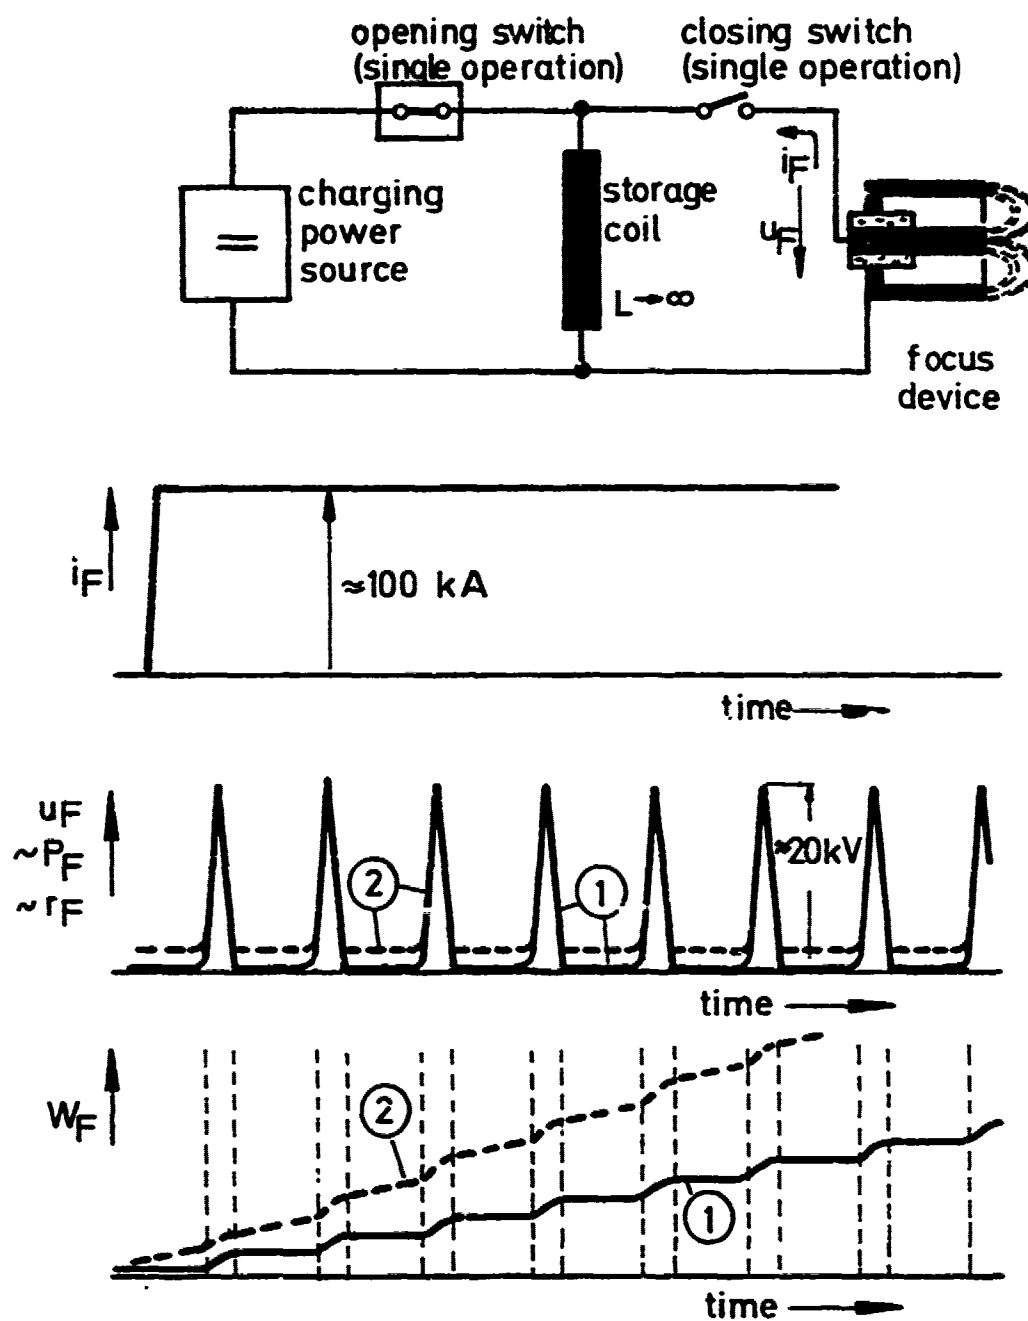 opening switch
(single operation)
closing switch
(single operation)
charging
power
source
=
storage
coil
L→∞
iF
uF
focus
device
iF
≈100 kA
time
uF
~PF
~rF
2
1
≈20kV
time
WF
2
1
time